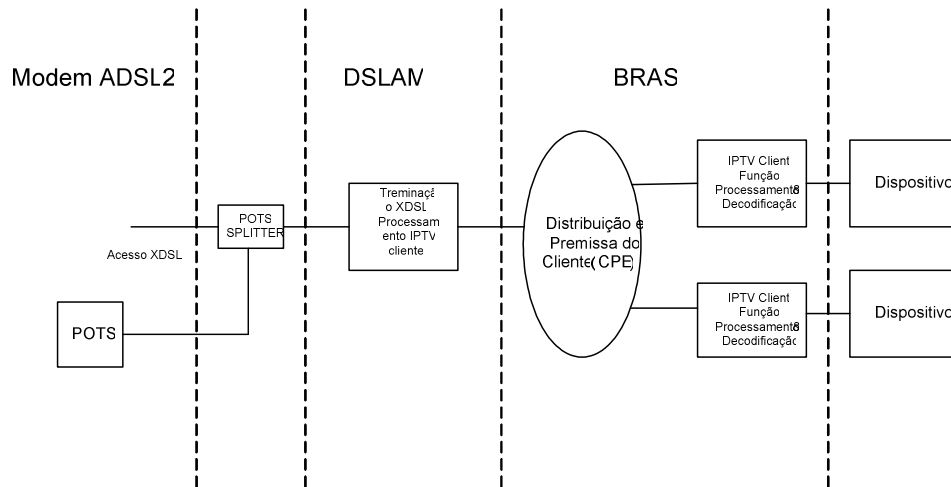 Modem ADSL2
DSLAM
BRAS
POTS
SPLITTER
Acesso XDSL
POTS
Treminaçã
o XDSL
Processam
ento IPTV
cliente
Distribuição e
Premissa do
Cliente(CPE)
IPTV Client
Função
Processamento&
Decodificação
Dispositivo
IPTV Client
Função
Processamento&
Decodificação
Dispositivo